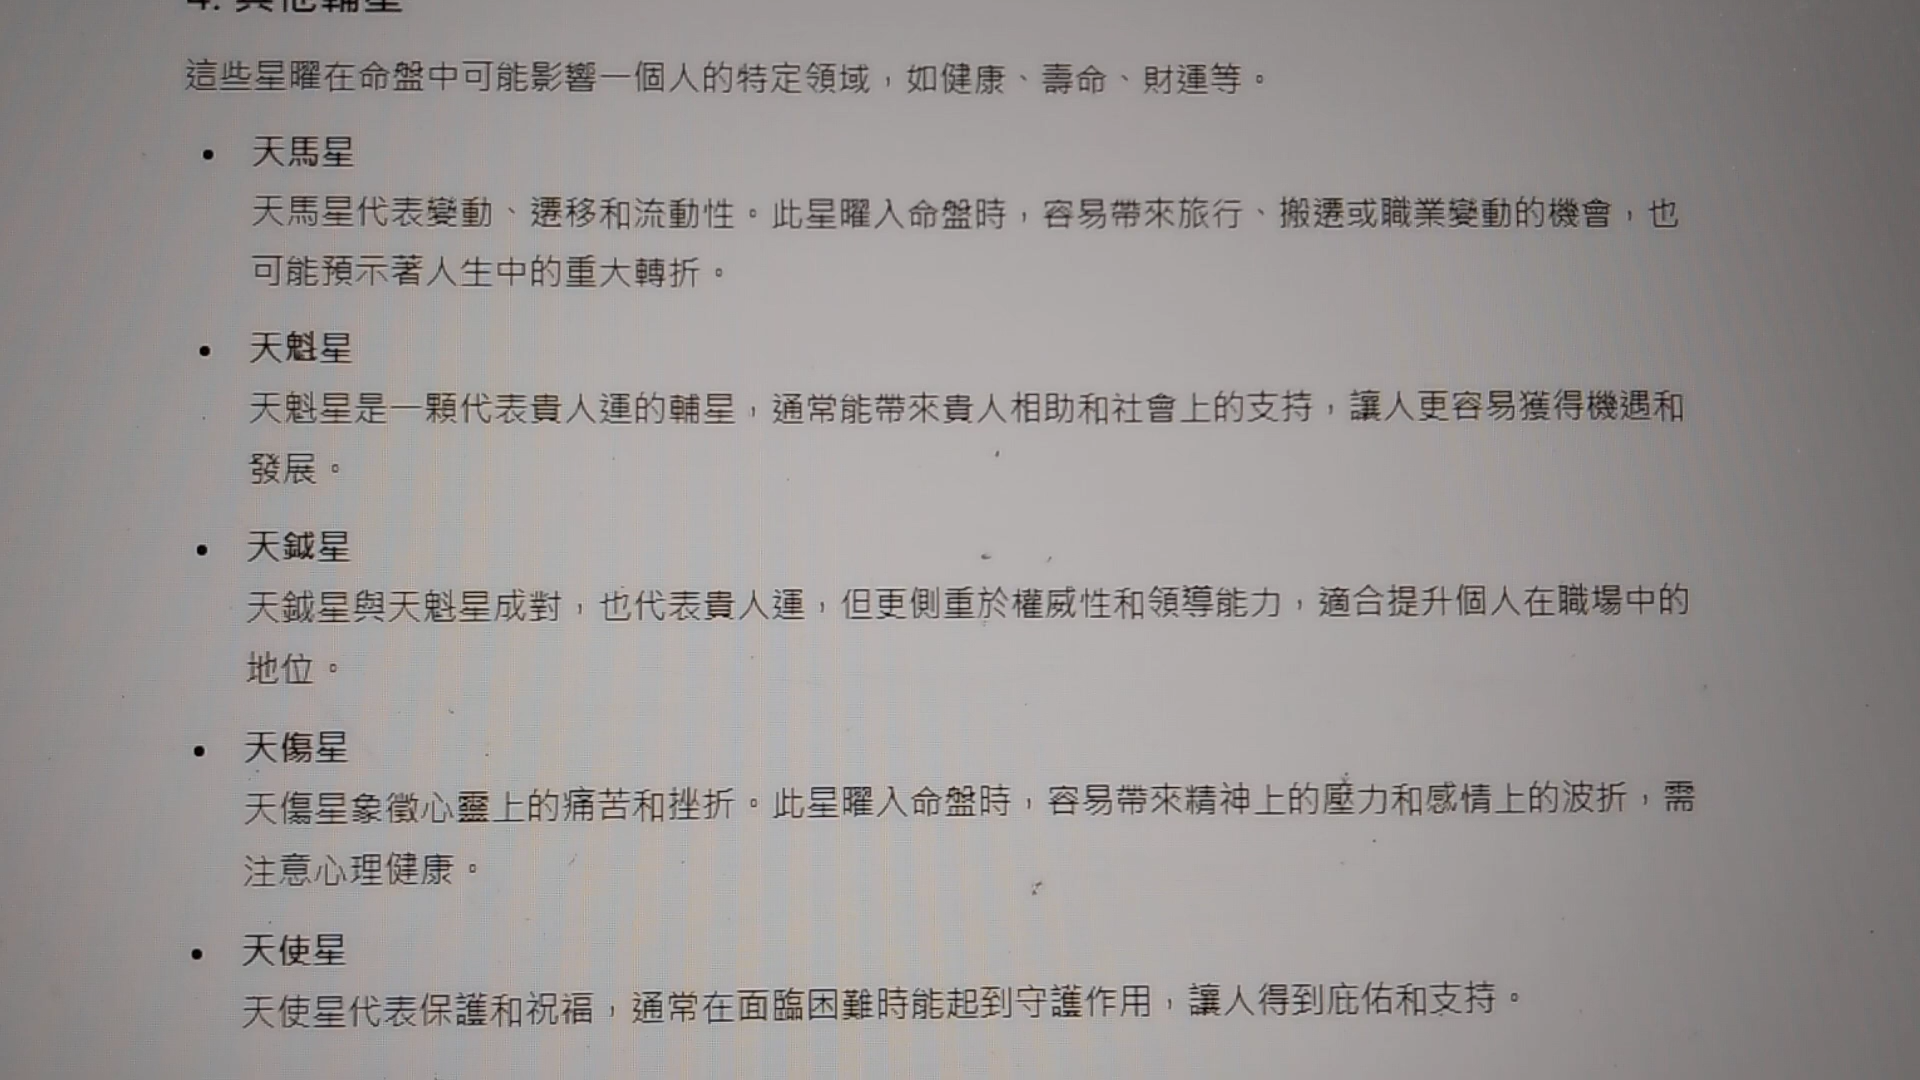 4. 其他輔星
這些星曜在命盤中可能影響一個人的特定領域，如健康、壽命、財運等。
• 天馬星
天馬星代表變動、遷移和流動性。此星曜入命盤時，容易帶來旅行、搬遷或職業變動的機會，也
可能預示著人生中的重大轉折。
• 天魁星
天魁星是一顆代表貴人運的輔星，通常能帶來貴人相助和社會上的支持，讓人更容易獲得機遇和
發展。
• 天鉞星
天鉞星與天魁星成對，也代表貴人運，但更側重於權威性和領導能力，適合提升個人在職場中的
地位。
• 天傷星
天傷星象徵心靈上的痛苦和挫折。此星曜入命盤時，容易帶來精神上的壓力和感情上的波折，需
注意心理健康。
• 天使星
天使星代表保護和祝福，通常在面臨困難時能起到守護作用，讓人得到庇佑和支持。